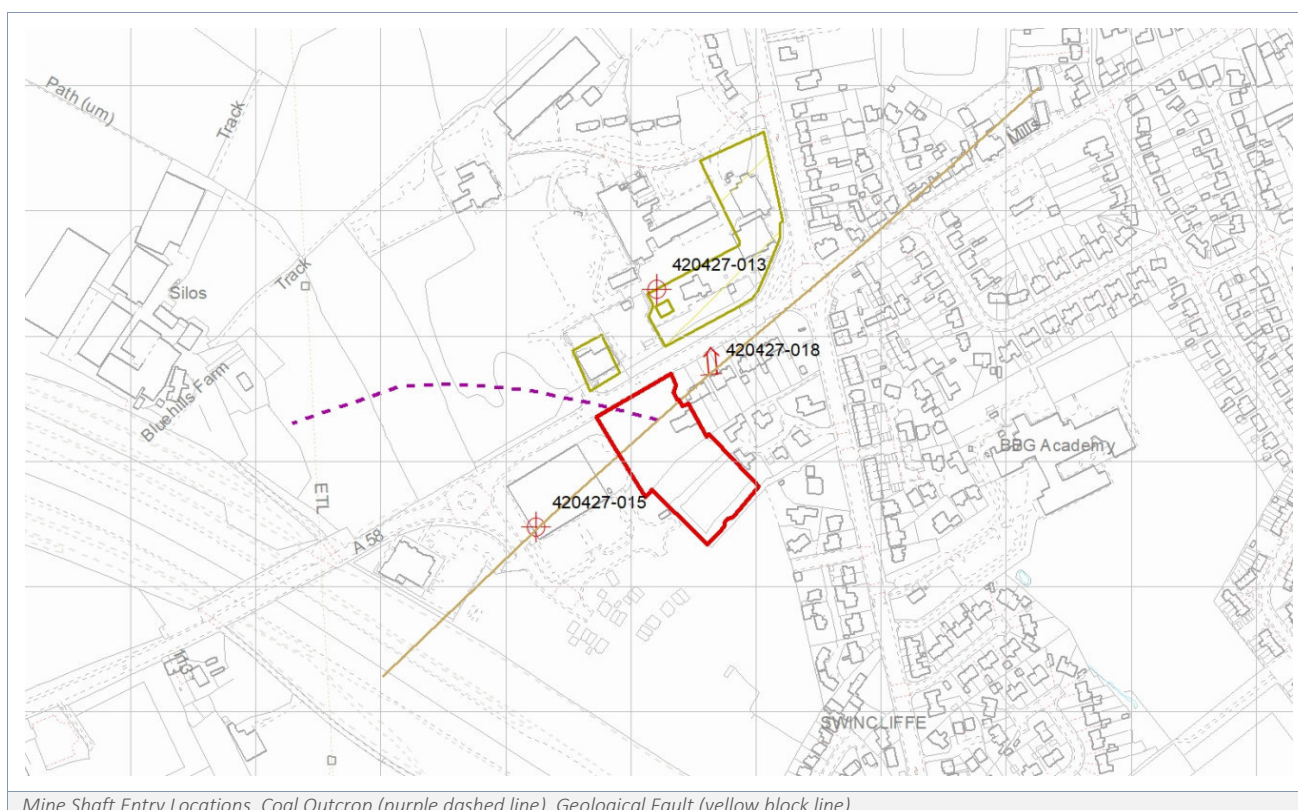 Path (um)
Track
Mills
420427-013
Silos
Track
420427-018
Bluehills Farm
BBG Academy
ETL
420427-015
A 58
SWINCLIFFE
Mine Shaft Entry Locations, Coal Outcrop (purple dashed line), Geological Fault (yellow block line)